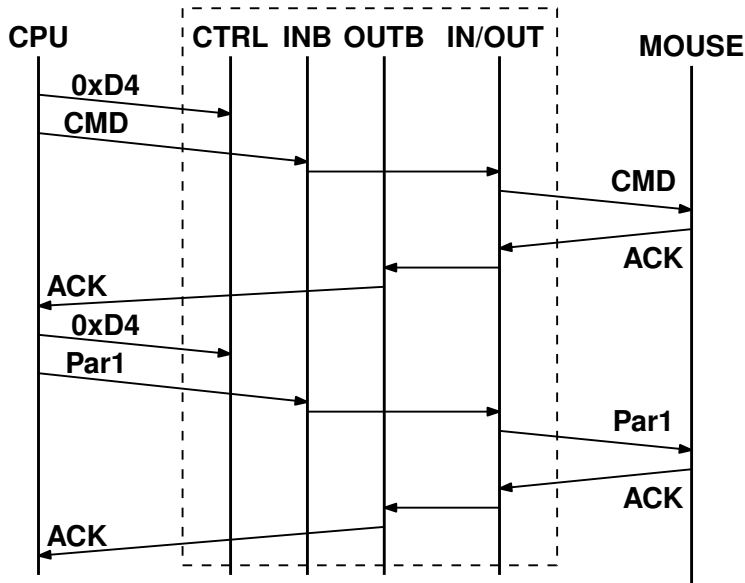 CPU CTRL INB OUTB IN/OUT MOUSE
0xD4
CMD
CMD
ACK
ACK
0xD4
Par1
Par1
ACK
ACK